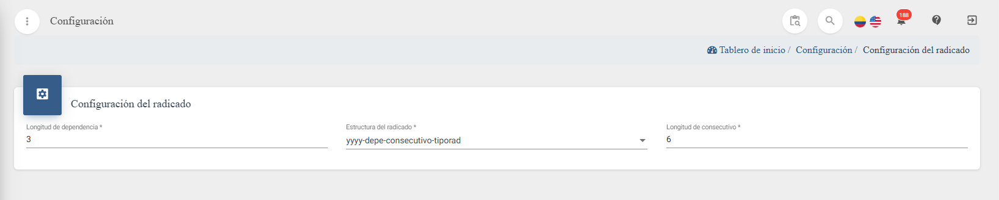 Configuración
188
Tablero de inicio / Configuración / Configuración del radicado
Configuración del radicado
Longitud de dependencia *
3
Estructura del radicado *
yyyy-depe-consecutivo-tiporad
Longitud de consecutivo *
6